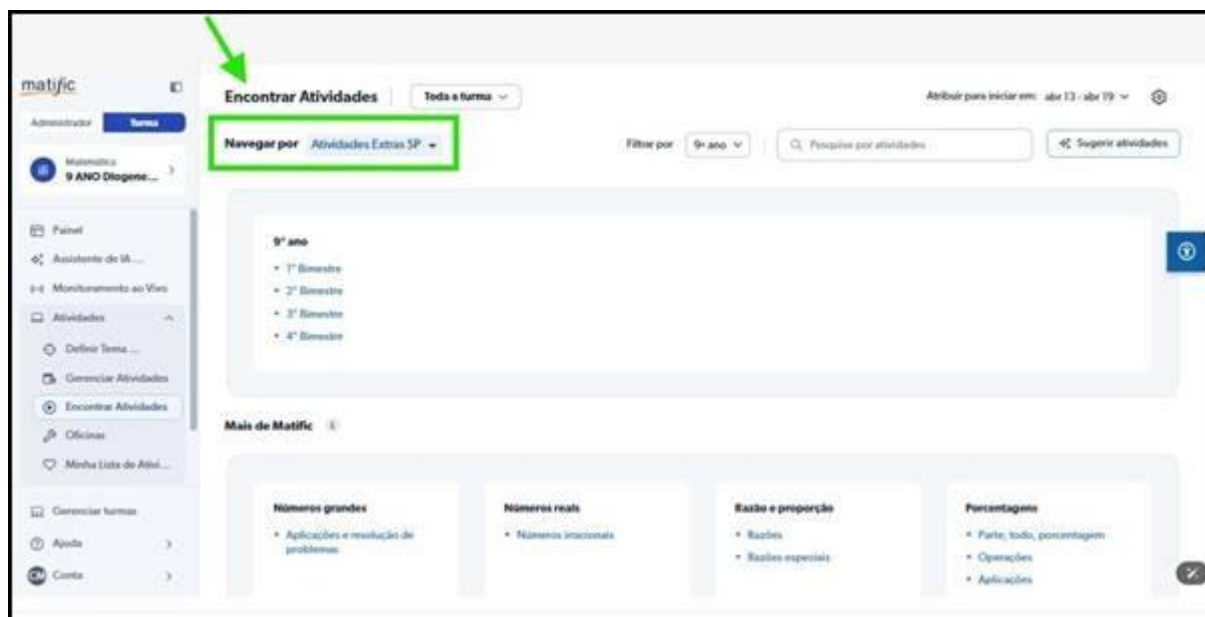 matific
Administrador Turma
Matemática
9 ANO Diogene...
Painel
Assistente de IA ...
Monitoramento ao Vivo
Atividades
Definir Tema ...
Gerenciar Atividades
Encontrar Atividades
Oficinas
Minha Lista de Ativi...
Gerenciar turmas
Ajuda
CM Conta
Encontrar Atividades Toda a turma
Atribuir para iniciar em: abr 13 - abr 19
Navegar por Atividades Extras SP
Filtrar por 9º ano
Pesquise por atividades
Sugerir atividades
9º ano
• 1º Bimestre
• 2º Bimestre
• 3º Bimestre
• 4º Bimestre
Mais de Matific
Números grandes
• Aplicações e resolução de
problemas
Números reais
• Números irracionais
Razão e proporção
• Razões
• Razões especiais
Porcentagens
• Parte, todo, porcentagem
• Operações
• Aplicações